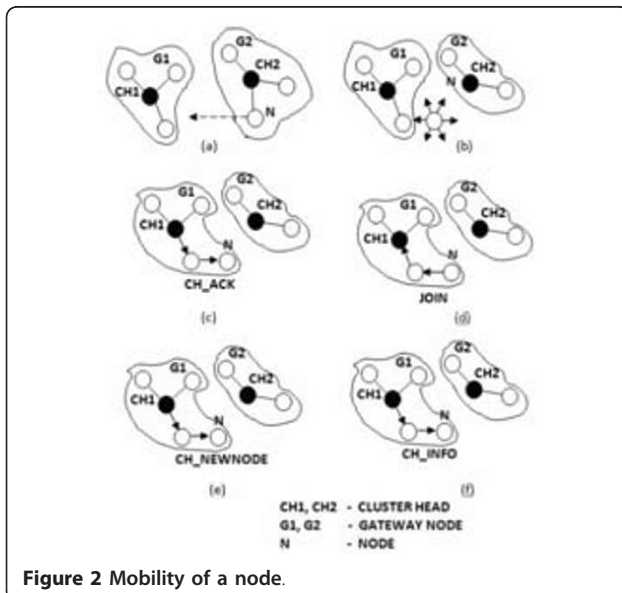 G1
G2
CH1
CH2
N
(a)
G1
G2
CH1
CH2
N
(b)
G1
G2
CH1
CH2
N
CH_ACK
(c)
G1
G2
CH1
CH2
N
JOIN
(d)
G1
G2
CH1
CH2
N
CH_NEWNODE
(e)
G1
G2
CH1
CH2
N
CH_INFO
(f)
CH1, CH2 - CLUSTER HEAD
G1, G2 - GATEWAY NODE
N - NODE
Figure 2 Mobility of a node.